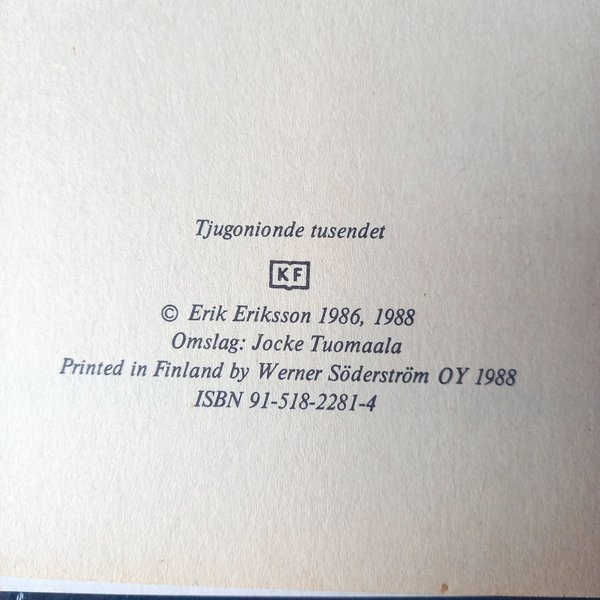 Tjugonionde tusendet
KF
© Erik Eriksson 1986, 1988
Omslag: Jocke Tuomaala
Printed in Finland by Werner Söderström OY 1988
ISBN 91-518-2281-4